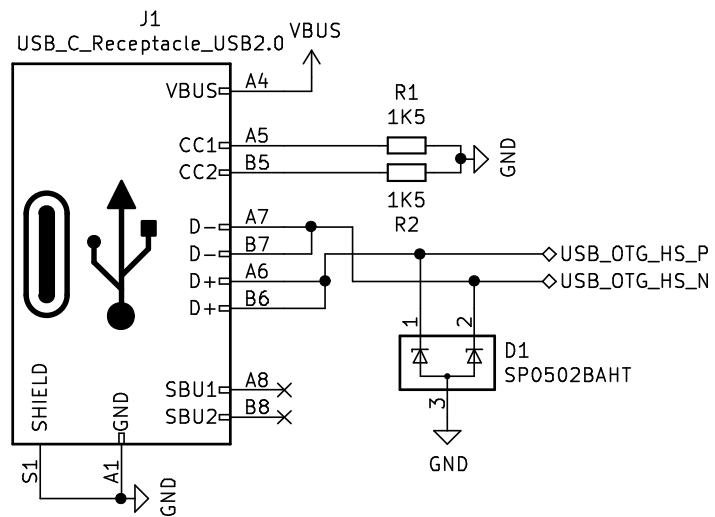 J1
USB_C_Receptacle_USB2.0
VBUS
VBUS A4
R1
1K5
CC1 A5
CC2 B5
GND
1K5
R2
D- A7
D- B7
D+ A6
D+ B6
USB_OTG_HS_P
USB_OTG_HS_N
1 2
D1
SP0502BAHT
3
GND
SBU1 A8
SBU2 B8
SHIELD
GND
S1
A1
GND